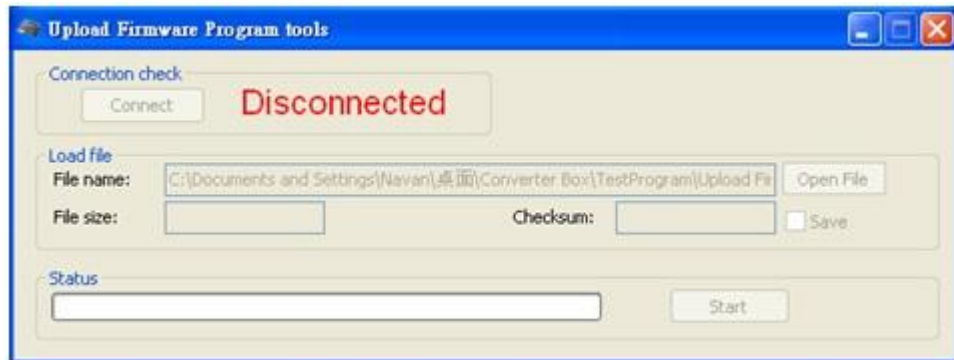 Upload Firmware Program tools
Connection check
Connect Disconnected
Load file
File name: C:\Documents and Settings\Navan\桌面\Converter Box\TestProgram\Upload Fi Open File
File size: Checksum: Save
Status
Start